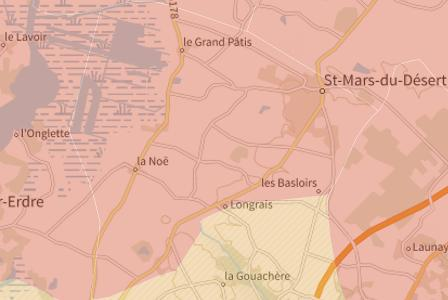 178
le Lavoir
le Grand Pâtis
St-Mars-du-Désert
l'Onglette
la Noë
les Basloirs
r-Erdre
Longrais
Launay
la Gouachère